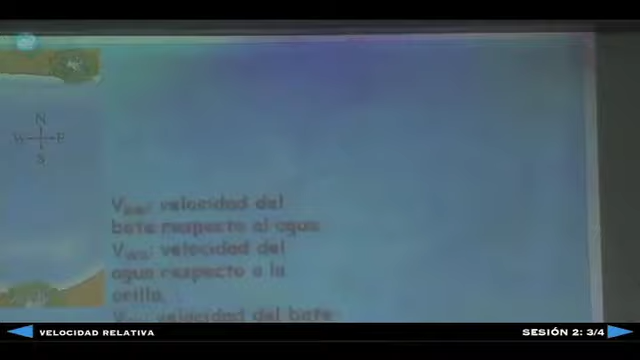 N
W E
S
velocidad del
bote respecto al agua
velocidad del
agua respecto a la
orilla.
velocidad del bote
VELOCIDAD RELATIVA
SESIÓN 2: 3/4